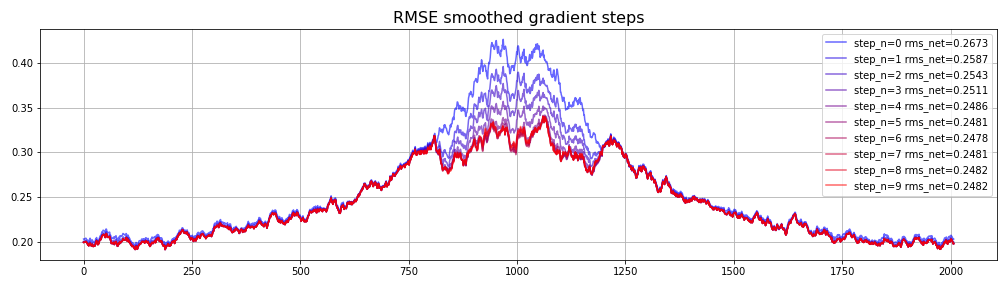 RMSE smoothed gradient steps
step_n=0 rms_net=0.2673
step_n=1 rms_net=0.2587
step_n=2 rms_net=0.2543
step_n=3 rms_net=0.2511
step_n=4 rms_net=0.2486
step_n=5 rms_net=0.2481
step_n=6 rms_net=0.2478
step_n=7 rms_net=0.2481
step_n=8 rms_net=0.2482
step_n=9 rms_net=0.2482
0.40
0.35
0.30
0.25
0.20
0 250 500 750 1000 1250 1500 1750 2000